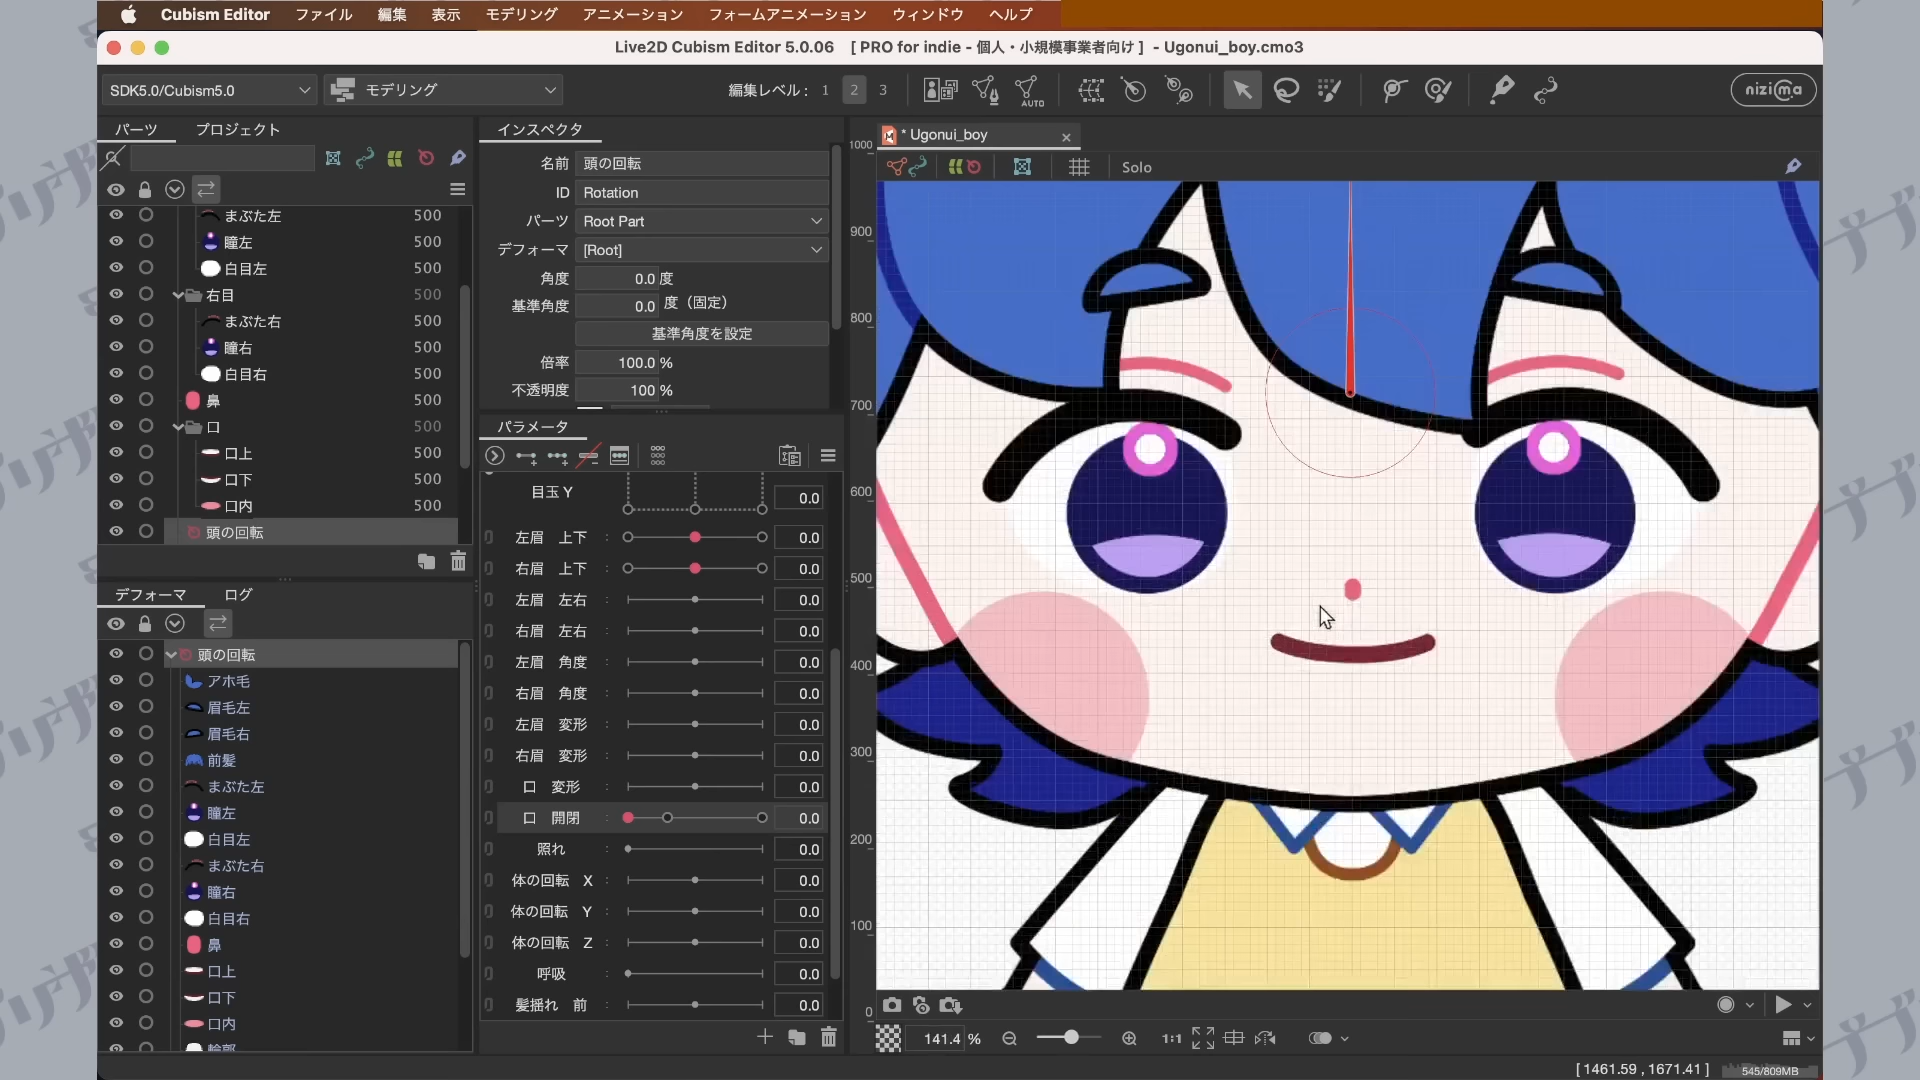 Cubism Editor ファイル 編集 表示 モデリング アニメーション フォームアニメーション ウィンドウ ヘルプ
Live2D Cubism Editor 5.0.06 [ PRO for indie - 個人・小規模事業者向け ] - Ugonui_boy.cmo3
SDK5.0/Cubism5.0 モデリング 編集レベル : 1 2 3 AUTO nizima
パーツ プロジェクト
まぶた左 500
瞳左 500
白目左 500
右目 500
まぶた右 500
瞳右 500
白目右 500
鼻 500
口 500
口上 500
口下 500
口内 500
頭の回転
デフォーマ ログ
頭の回転
アホ毛
眉毛左
眉毛右
前髪
まぶた左
瞳左
白目左
まぶた右
瞳右
白目右
鼻
口上
口下
口内
輪郭
インスペクタ
名前 頭の回転
ID Rotation
パーツ Root Part
デフォーマ [Root]
角度 0.0 度
基準角度 0.0 度（固定）
基準角度を設定
倍率 100.0 %
不透明度 100 %
パラメータ
目玉 Y 0.0
左眉 上下 : 0.0
右眉 上下 : 0.0
左眉 左右 : 0.0
右眉 左右 : 0.0
左眉 角度 : 0.0
右眉 角度 : 0.0
左眉 変形 : 0.0
右眉 変形 : 0.0
口 変形 : 0.0
口 開閉 : 0.0
照れ : 0.0
体の回転 X : 0.0
体の回転 Y : 0.0
体の回転 Z : 0.0
呼吸 : 0.0
髪揺れ 前 : 0.0
* Ugonui_boy
Solo
1000
900
800
700
600
500
400
300
200
100
0
141.4 % 1:1
[ 1461.59 , 1671.41 ] 545/809MB